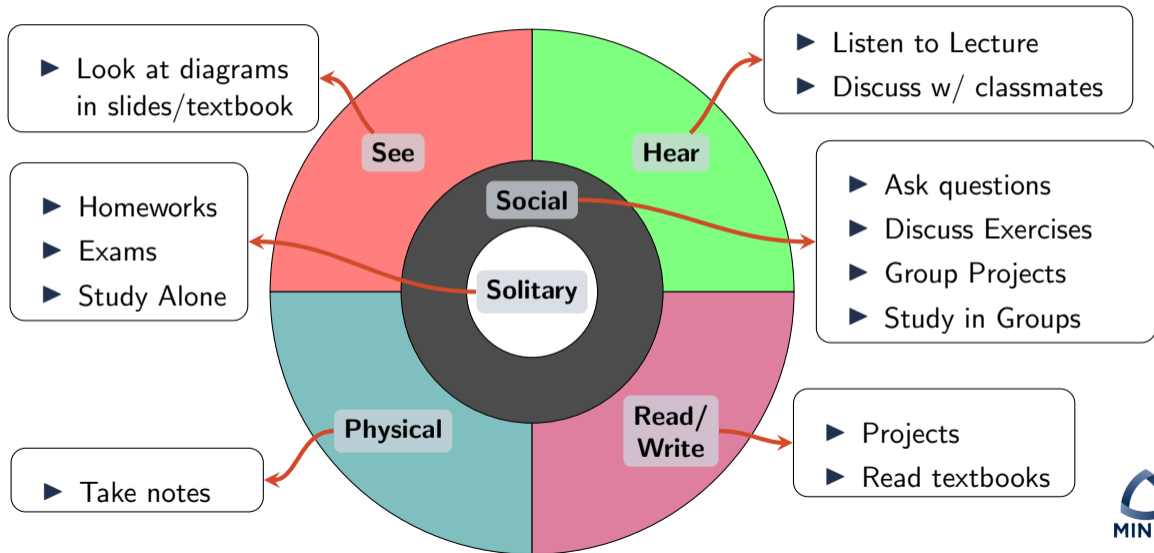 Look at diagrams
in slides/textbook
Listen to Lecture
Discuss w/ classmates
See
Hear
Homeworks
Exams
Study Alone
Social
Solitary
Ask questions
Discuss Exercises
Group Projects
Study in Groups
Physical
Read/
Write
Take notes
Projects
Read textbooks
MIN